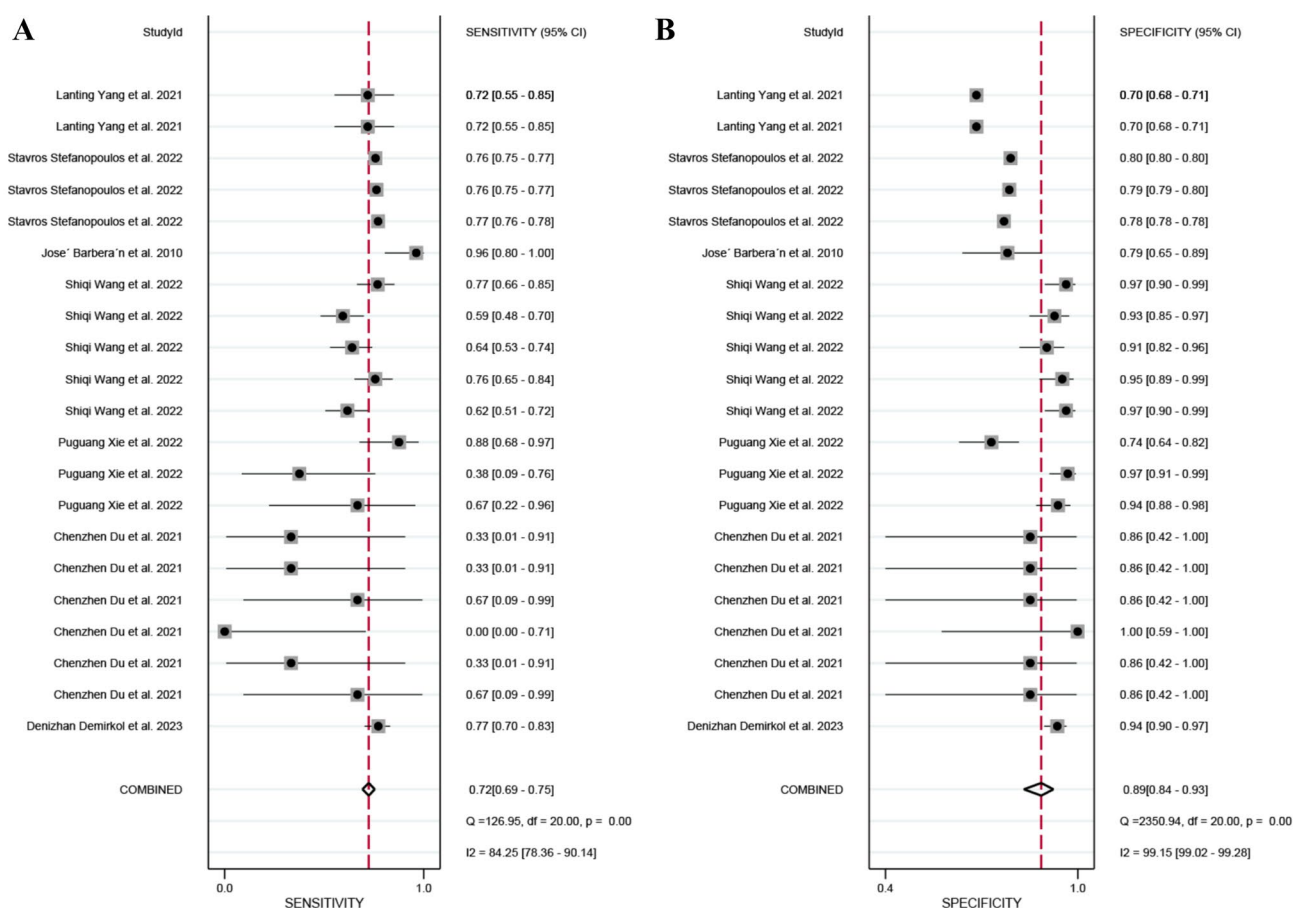 A
StudyId
SENSITIVITY (95% CI)
Lanting Yang et al. 2021 0.72 [0.55 - 0.85]
Lanting Yang et al. 2021 0.72 [0.55 - 0.85]
Stavros Stefanopoulos et al. 2022 0.76 [0.75 - 0.77]
Stavros Stefanopoulos et al. 2022 0.76 [0.75 - 0.77]
Stavros Stefanopoulos et al. 2022 0.77 [0.76 - 0.78]
Jose´ Barbera´n et al. 2010 0.96 [0.80 - 1.00]
Shiqi Wang et al. 2022 0.77 [0.66 - 0.85]
Shiqi Wang et al. 2022 0.59 [0.48 - 0.70]
Shiqi Wang et al. 2022 0.64 [0.53 - 0.74]
Shiqi Wang et al. 2022 0.76 [0.65 - 0.84]
Shiqi Wang et al. 2022 0.62 [0.51 - 0.72]
Puguang Xie et al. 2022 0.88 [0.68 - 0.97]
Puguang Xie et al. 2022 0.38 [0.09 - 0.76]
Puguang Xie et al. 2022 0.67 [0.22 - 0.96]
Chenzhen Du et al. 2021 0.33 [0.01 - 0.91]
Chenzhen Du et al. 2021 0.33 [0.01 - 0.91]
Chenzhen Du et al. 2021 0.67 [0.09 - 0.99]
Chenzhen Du et al. 2021 0.00 [0.00 - 0.71]
Chenzhen Du et al. 2021 0.33 [0.01 - 0.91]
Chenzhen Du et al. 2021 0.67 [0.09 - 0.99]
Denizhan Demirkol et al. 2023 0.77 [0.70 - 0.83]
COMBINED 0.72[0.69 - 0.75]
Q =126.95, df = 20.00, p = 0.00
I2 = 84.25 [78.36 - 90.14]
0.0 1.0
SENSITIVITY
B
StudyId
SPECIFICITY (95% CI)
Lanting Yang et al. 2021 0.70 [0.68 - 0.71]
Lanting Yang et al. 2021 0.70 [0.68 - 0.71]
Stavros Stefanopoulos et al. 2022 0.80 [0.80 - 0.80]
Stavros Stefanopoulos et al. 2022 0.79 [0.79 - 0.80]
Stavros Stefanopoulos et al. 2022 0.78 [0.78 - 0.78]
Jose´ Barbera´n et al. 2010 0.79 [0.65 - 0.89]
Shiqi Wang et al. 2022 0.97 [0.90 - 0.99]
Shiqi Wang et al. 2022 0.93 [0.85 - 0.97]
Shiqi Wang et al. 2022 0.91 [0.82 - 0.96]
Shiqi Wang et al. 2022 0.95 [0.89 - 0.99]
Shiqi Wang et al. 2022 0.97 [0.90 - 0.99]
Puguang Xie et al. 2022 0.74 [0.64 - 0.82]
Puguang Xie et al. 2022 0.97 [0.91 - 0.99]
Puguang Xie et al. 2022 0.94 [0.88 - 0.98]
Chenzhen Du et al. 2021 0.86 [0.42 - 1.00]
Chenzhen Du et al. 2021 0.86 [0.42 - 1.00]
Chenzhen Du et al. 2021 0.86 [0.42 - 1.00]
Chenzhen Du et al. 2021 1.00 [0.59 - 1.00]
Chenzhen Du et al. 2021 0.86 [0.42 - 1.00]
Chenzhen Du et al. 2021 0.86 [0.42 - 1.00]
Denizhan Demirkol et al. 2023 0.94 [0.90 - 0.97]
COMBINED 0.89[0.84 - 0.93]
Q =2350.94, df = 20.00, p = 0.00
I2 = 99.15 [99.02 - 99.28]
0.4 1.0
SPECIFICITY